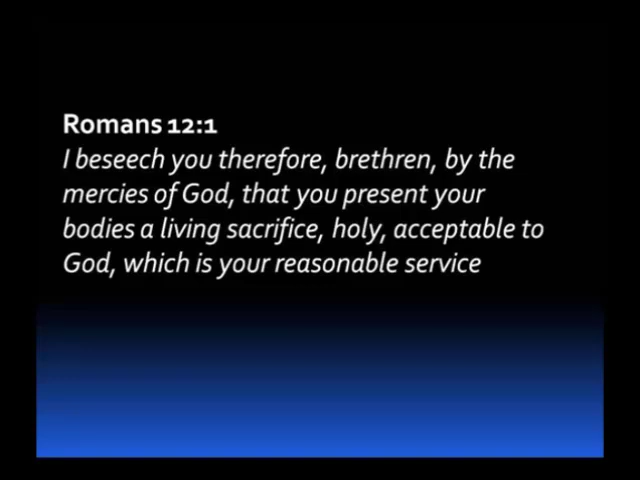 Romans 12:1
I beseech you therefore, brethren, by the
mercies of God, that you present your
bodies a living sacrifice, holy, acceptable to
God, which is your reasonable service